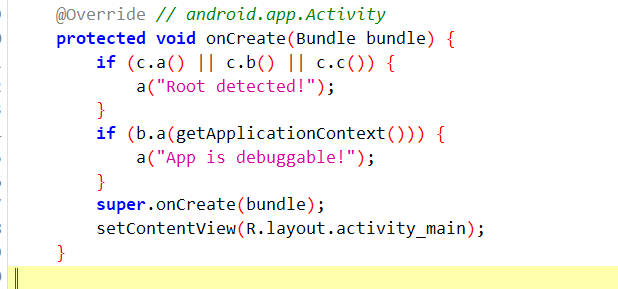 @Override // android.app.Activity
protected void onCreate(Bundle bundle) {
if (c.a() || c.b() || c.c()) {
a("Root detected!");
}
if (b.a(getApplicationContext())) {
a("App is debuggable!");
}
super.onCreate(bundle);
setContentView(R.layout.activity_main);
}